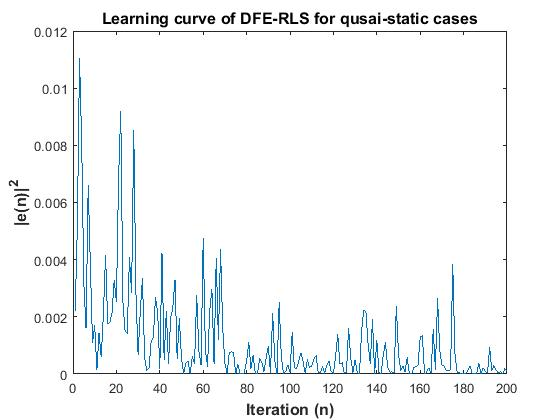 Learning curve of DFE-RLS for qusai-static cases
0.012
0.01
0.008
0.006
0.004
0.002
0
|e(n)|²
0 20 40 60 80 100 120 140 160 180 200
Iteration (n)